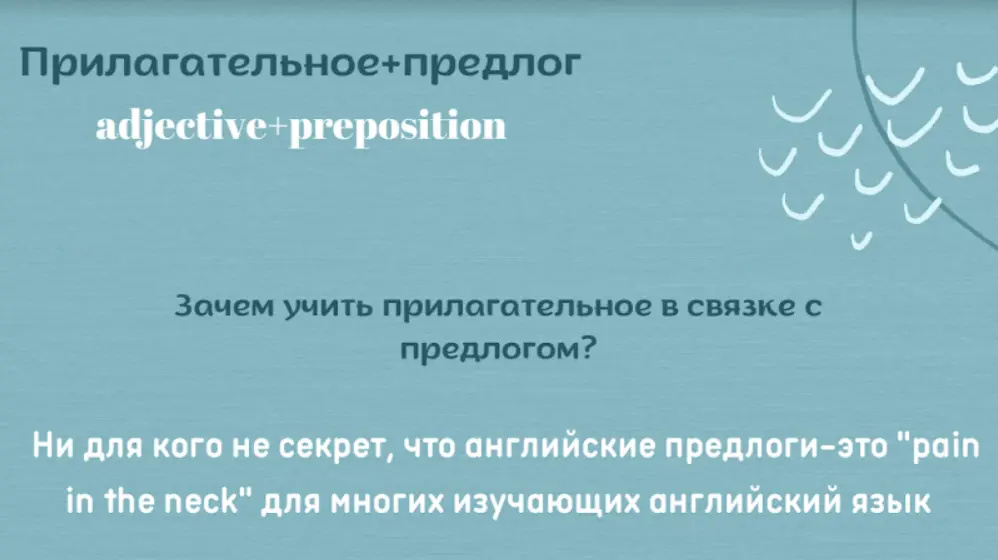 Прилагательное+предлог
adjective+preposition
Зачем учить прилагательное в связке с
предлогом?
Ни для кого не секрет, что английские предлоги-это "pain
in the neck" для многих изучающих английский язык